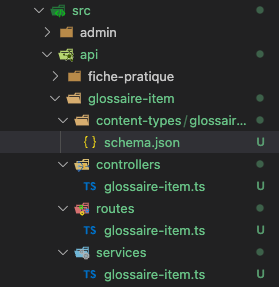 src
admin
api
fiche-pratique
glossaire-item
content-types / glossair...
{ } schema.json U
controllers
TS glossaire-item.ts U
routes
TS glossaire-item.ts U
services
TS glossaire-item.ts U